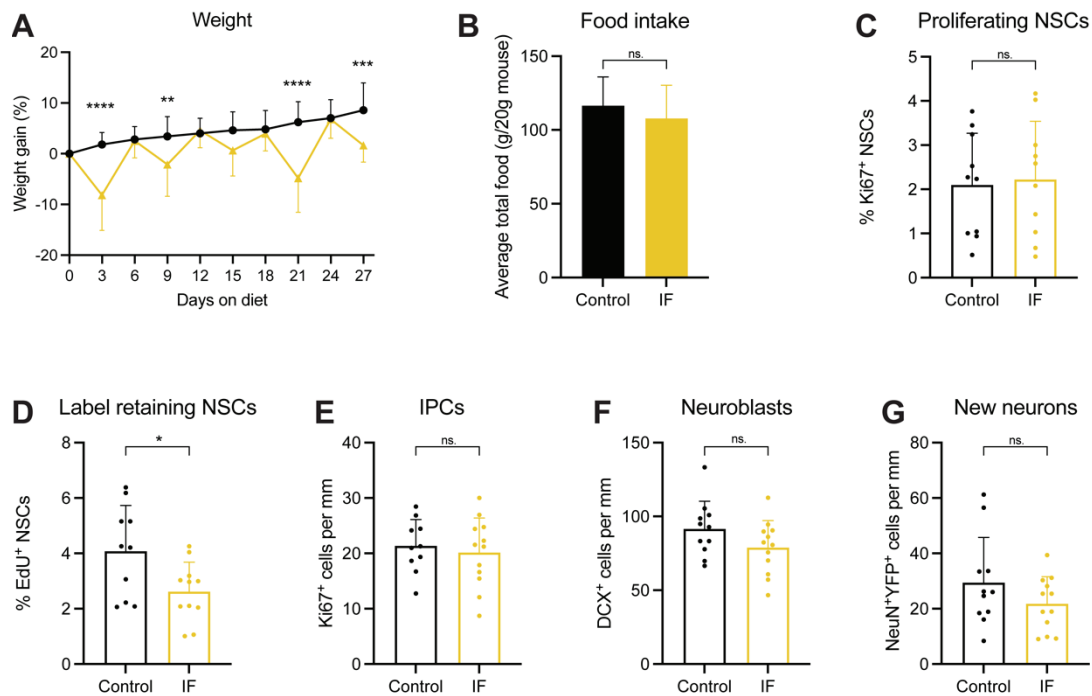 A
Weight
Weight gain (%)
20
10
0
-10
-20
****
**
****
***
0 3 6 9 12 15 18 21 24 27
Days on diet
B
Food intake
Average total food (g/20g mouse)
150
100
50
0
ns.
Control IF
C
Proliferating NSCs
% Ki67⁺ NSCs
5
4
3
2
1
0
ns.
Control IF
D
Label retaining NSCs
% EdU⁺ NSCs
8
6
4
2
0
*
Control IF
E
IPCs
Ki67⁺ cells per mm
40
30
20
10
0
ns.
Control IF
F
Neuroblasts
DCX⁺ cells per mm
150
100
50
0
ns.
Control IF
G
New neurons
NeuN⁺YFP⁺ cells per mm
80
60
40
20
0
ns.
Control IF